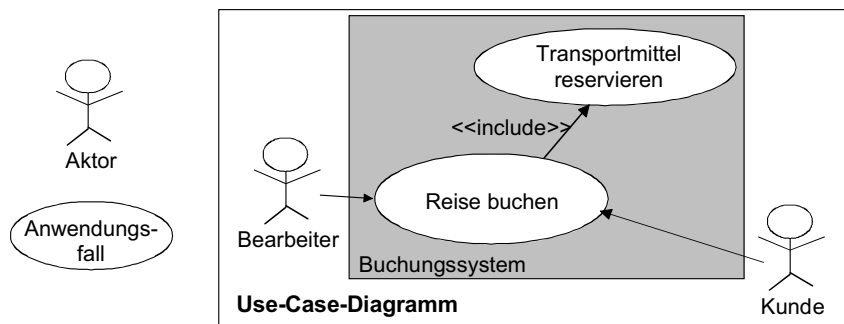 Aktor
Anwendungs-
fall
Transportmittel
reservieren
<<include>>
Reise buchen
Bearbeiter
Buchungssystem
Kunde
Use-Case-Diagramm